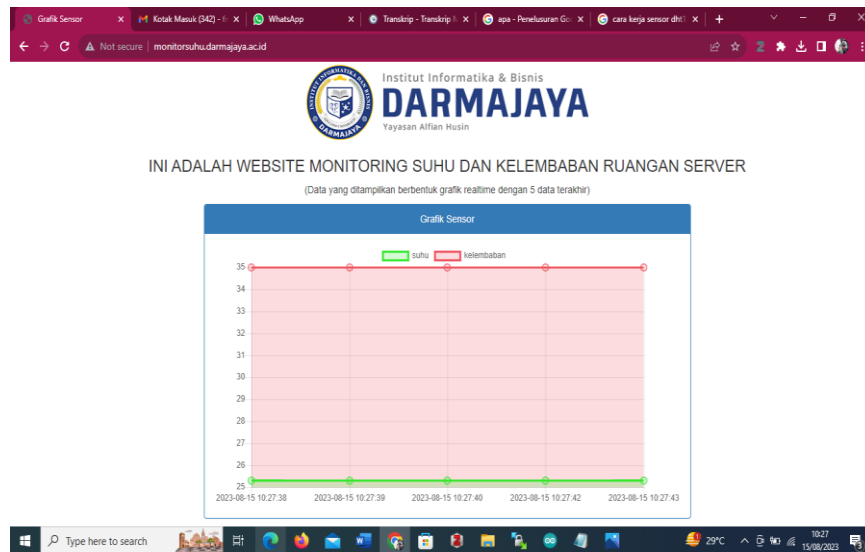 Grafik Sensor
Kotak Masuk (342) - fr
WhatsApp
Transkrip - Transkrip N
apa - Penelusuran Go
cara kerja sensor dht1
Not secure | monitorsuhu.darmajaya.ac.id
Institut Informatika & Bisnis
DARMAJAYA
Yayasan Alfian Husin
INI ADALAH WEBSITE MONITORING SUHU DAN KELEMBABAN RUANGAN SERVER
(Data yang ditampilkan berbentuk grafik realtime dengan 5 data terakhir)
Grafik Sensor
suhu kelembaban
35
34
33
32
31
30
29
28
27
26
25
2023-08-15 10:27:38 2023-08-15 10:27:39 2023-08-15 10:27:40 2023-08-15 10:27:42 2023-08-15 10:27:43
Type here to search
29°C
10:27
15/08/2023